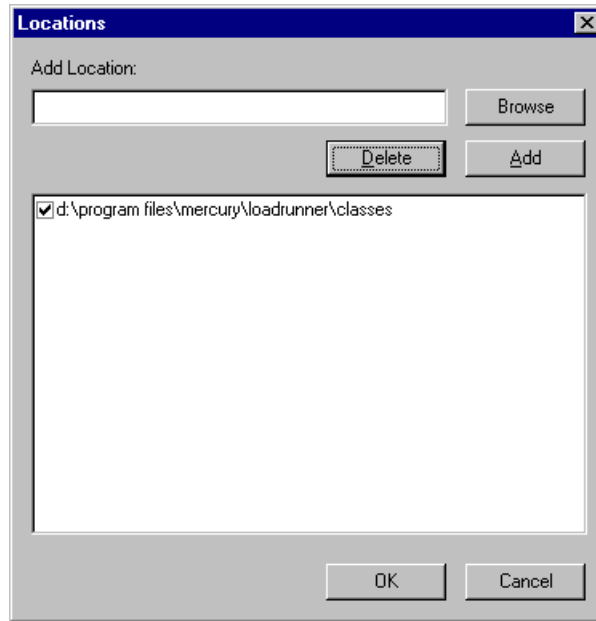 Locations
Add Location:
Browse
Delete
Add
d:\program files\mercury\loadrunner\classes
OK
Cancel